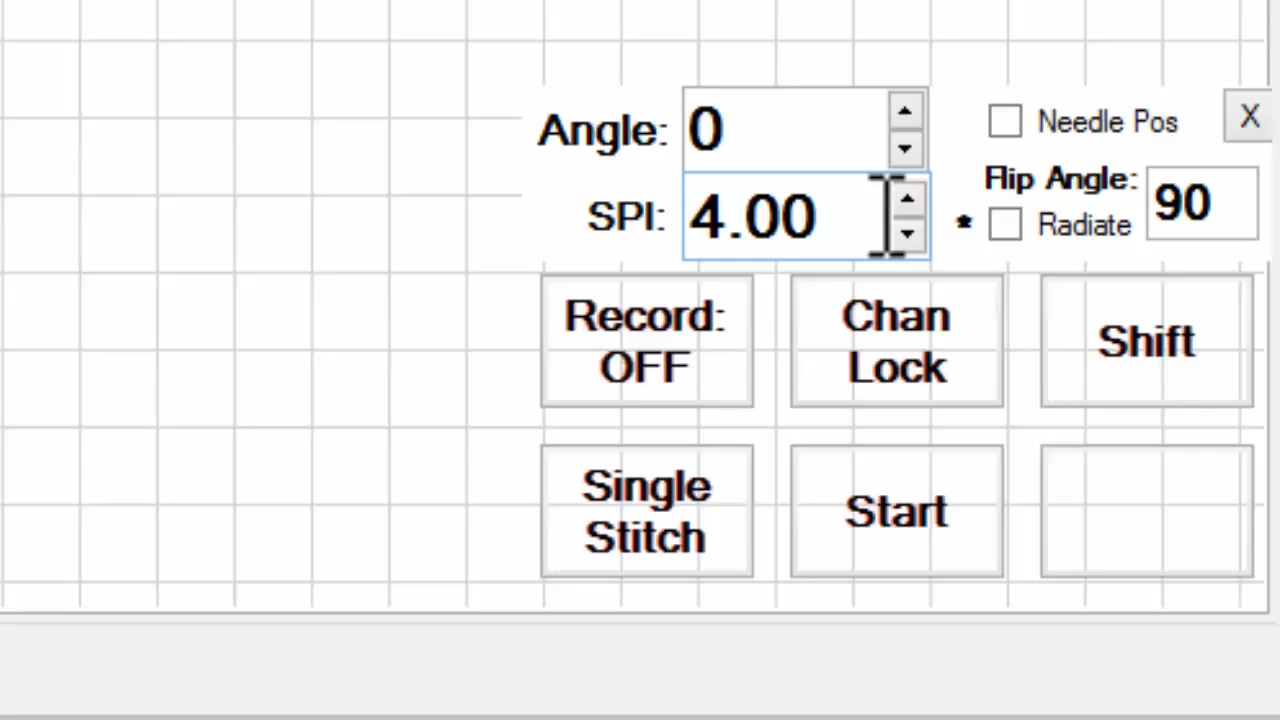 Angle: 0
Needle Pos
X
SPI: 4.00
Flip Angle: 90
* Radiate
Record:
OFF
Chan
Lock
Shift
Single
Stitch
Start